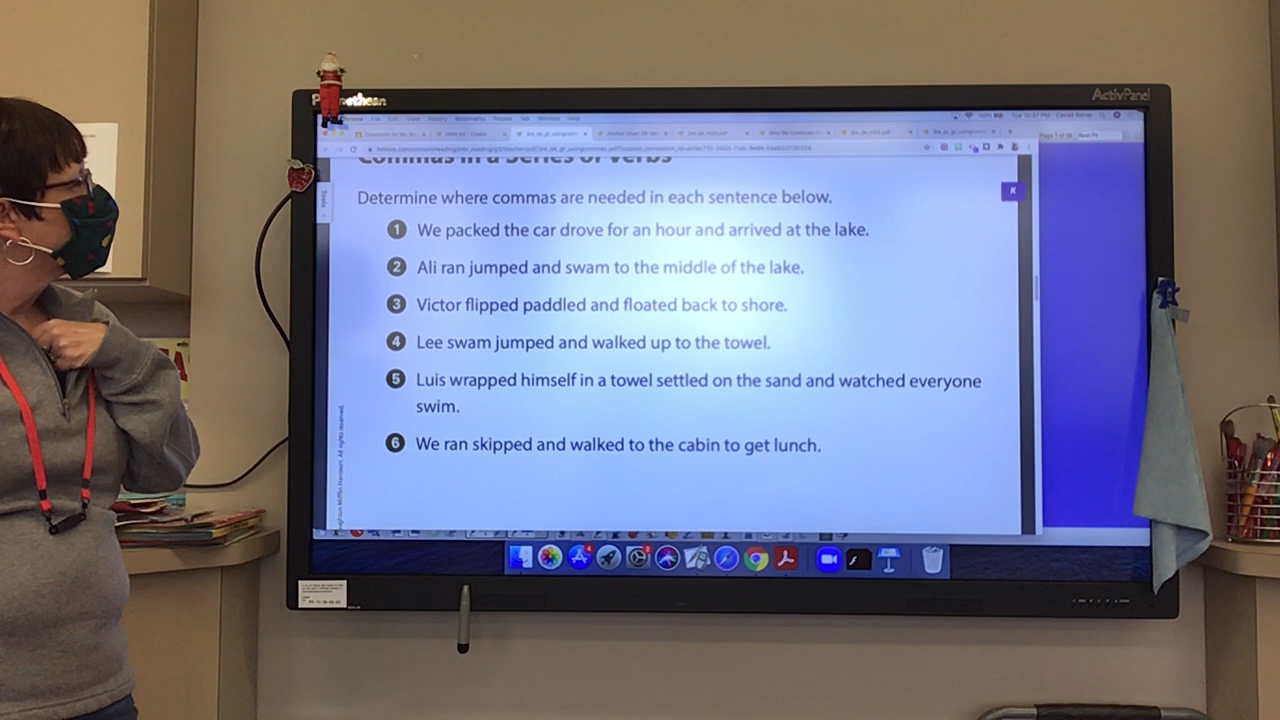 ActivPanel
Commas in a Series of Verbs
Determine where commas are needed in each sentence below.
1 We packed the car drove for an hour and arrived at the lake.
2 Ali ran jumped and swam to the middle of the lake.
3 Victor flipped paddled and floated back to shore.
4 Lee swam jumped and walked up to the towel.
5 Luis wrapped himself in a towel settled on the sand and watched everyone
swim.
6 We ran skipped and walked to the cabin to get lunch.